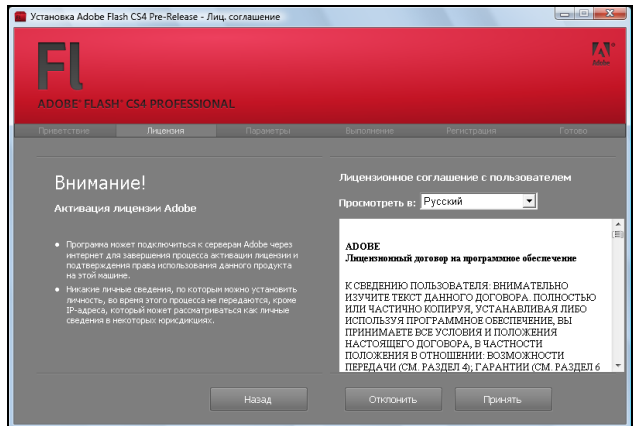 Установка Adobe Flash CS4 Pre-Release - Лиц. соглашение
Fl
Adobe
ADOBE® FLASH® CS4 PROFESSIONAL
Приветствие Лицензия Параметры Выполнение Регистрация Готово
Внимание!
Активация лицензии Adobe
• Программа может подключиться к серверам Adobe через
интернет для завершения процесса активации лицензии и
подтверждения права использования данного продукта
на этой машине.
• Никакие личные сведения, по которым можно установить
личность, во время этого процесса не передаются, кроме
IP-адреса, который может рассматриваться как личные
сведения в некоторых юрисдикциях.
Лицензионное соглашение с пользователем
Просмотреть в: Русский
ADOBE
Лицензионный договор на программное обеспечение
К СВЕДЕНИЮ ПОЛЬЗОВАТЕЛЯ: ВНИМАТЕЛЬНО
ИЗУЧИТЕ ТЕКСТ ДАННОГО ДОГОВОРА. ПОЛНОСТЬЮ
ИЛИ ЧАСТИЧНО КОПИРУЯ, УСТАНАВЛИВАЯ ЛИБО
ИСПОЛЬЗУЯ ПРОГРАММНОЕ ОБЕСПЕЧЕНИЕ, ВЫ
ПРИНИМАЕТЕ ВСЕ УСЛОВИЯ И ПОЛОЖЕНИЯ
НАСТОЯЩЕГО ДОГОВОРА, В ЧАСТНОСТИ
ПОЛОЖЕНИЯ В ОТНОШЕНИИ: ВОЗМОЖНОСТИ
ПЕРЕДАЧИ (СМ. РАЗДЕЛ 4); ГАРАНТИИ (СМ. РАЗДЕЛ 6
Назад Отклонить Принять